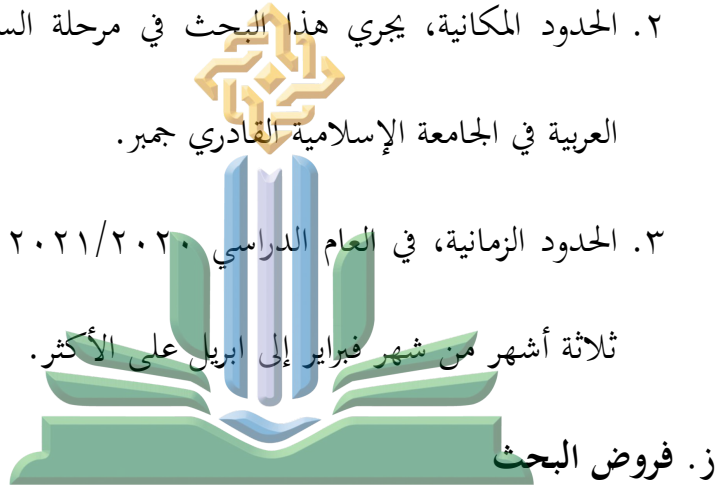 ٢. الحدود المكانية، يجري هذا البحث في مرحلة
العربية في الجامعة الإسلامية القادري جمبر.
٣. الحدود الزمانية، في العام الدراسي ٢٠٢٠/٢٠٢١
ثلاثة أشهر من شهر فبراير إلى ابريل على الأكثر.
ز. فروض البحث